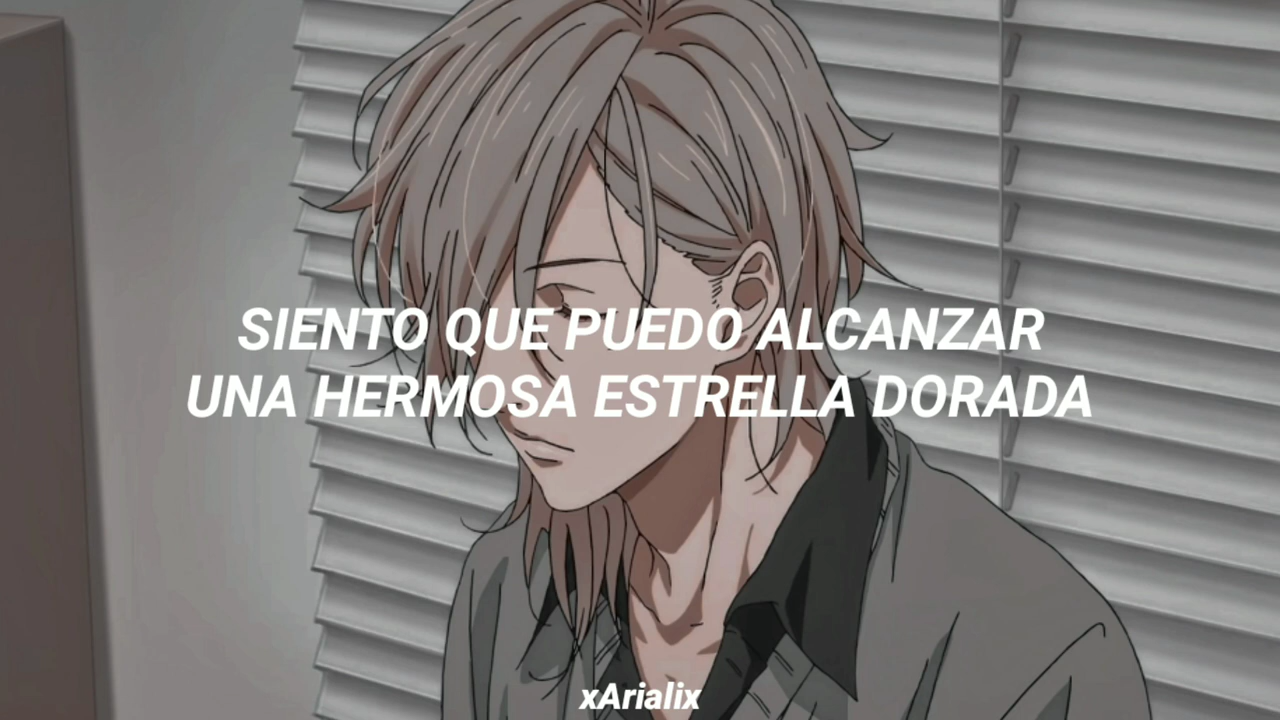 SIENTO QUE PUEDO ALCANZAR
UNA HERMOSA ESTRELLA DORADA
xArialix